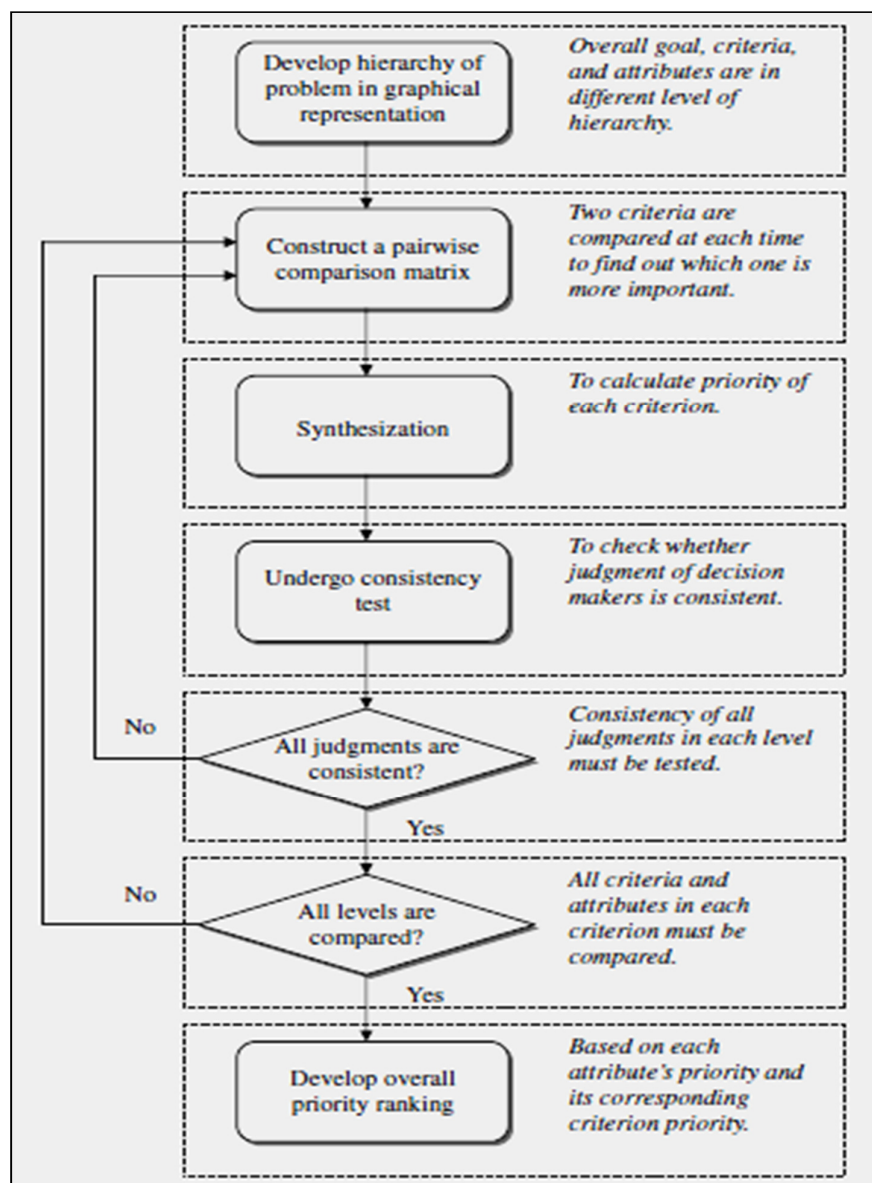 Develop hierarchy of
problem in graphical
representation
Overall goal, criteria,
and attributes are in
different level of
hierarchy.
Construct a pairwise
comparison matrix
Two criteria are
compared at each time
to find out which one is
more important.
Synthesization
To calculate priority of
each criterion.
Undergo consistency
test
To check whether
judgment of decision
makers is consistent.
No
All judgments are
consistent?
Consistency of all
judgments in each level
must be tested.
Yes
No
All levels are
compared?
All criteria and
attributes in each
criterion must be
compared.
Yes
Develop overall
priority ranking
Based on each
attribute's priority and
its corresponding
criterion priority.